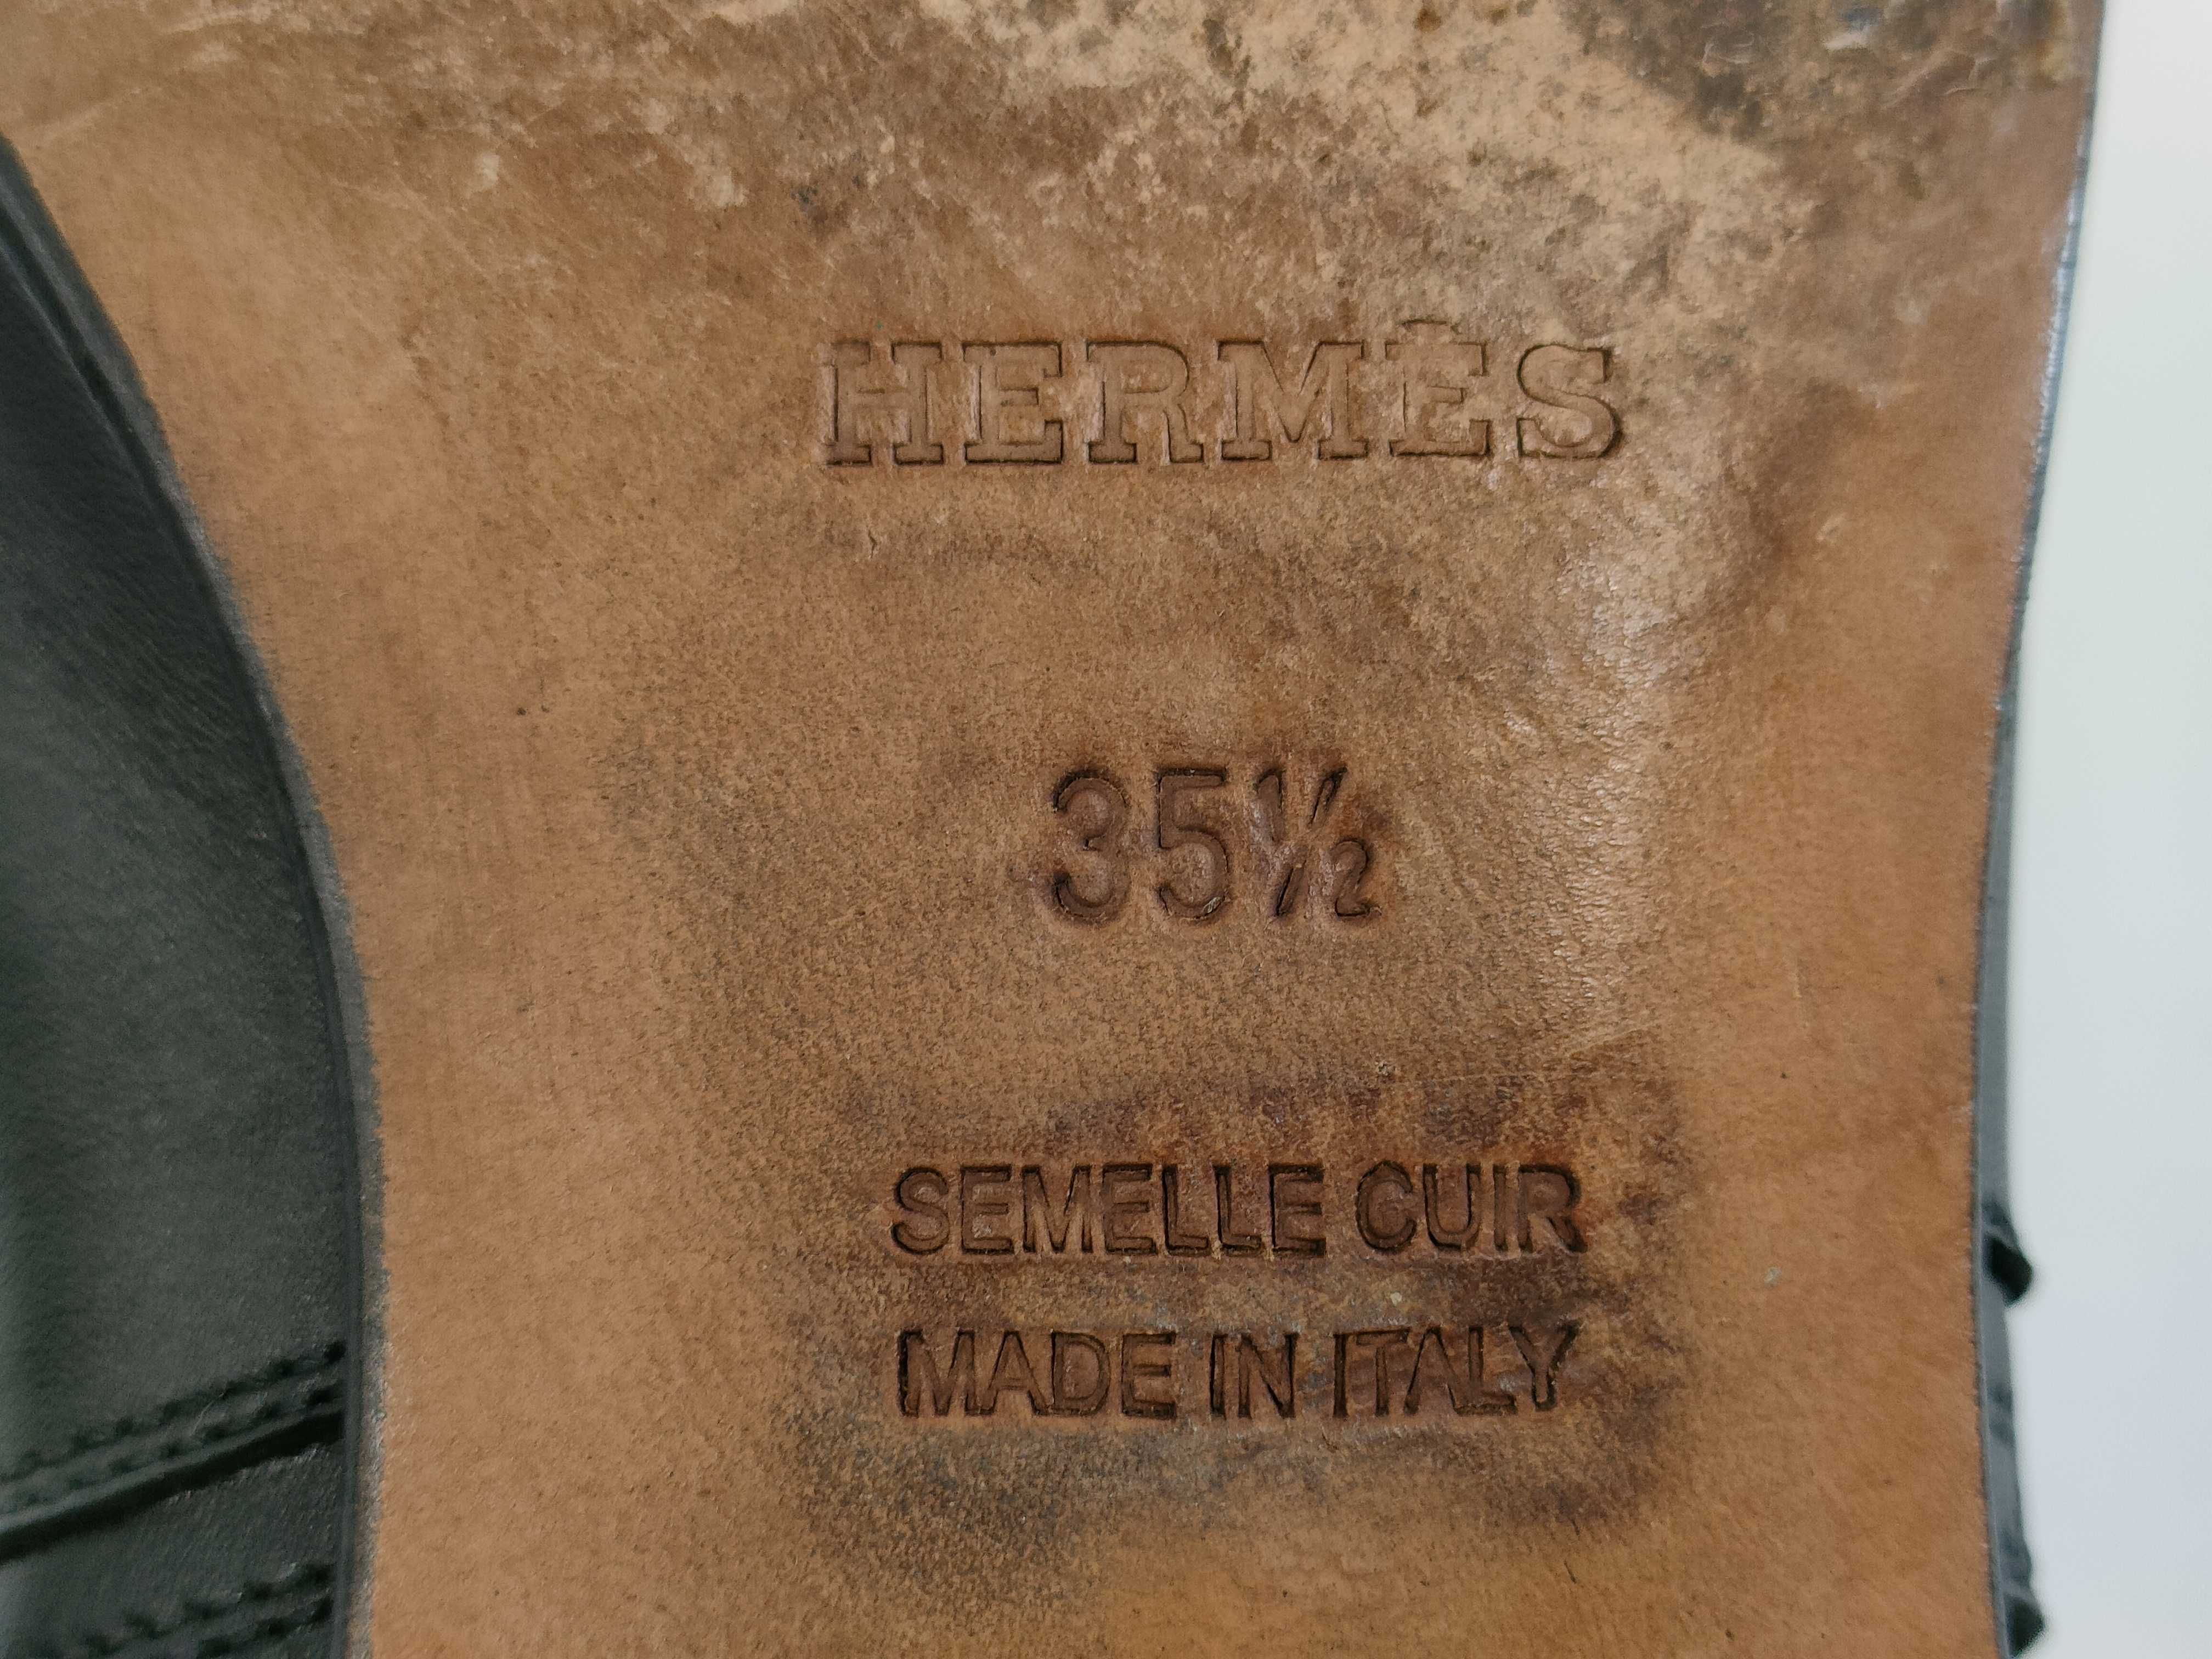 HERMÈS
35½
SEMELLE CUIR
MADE IN ITALY